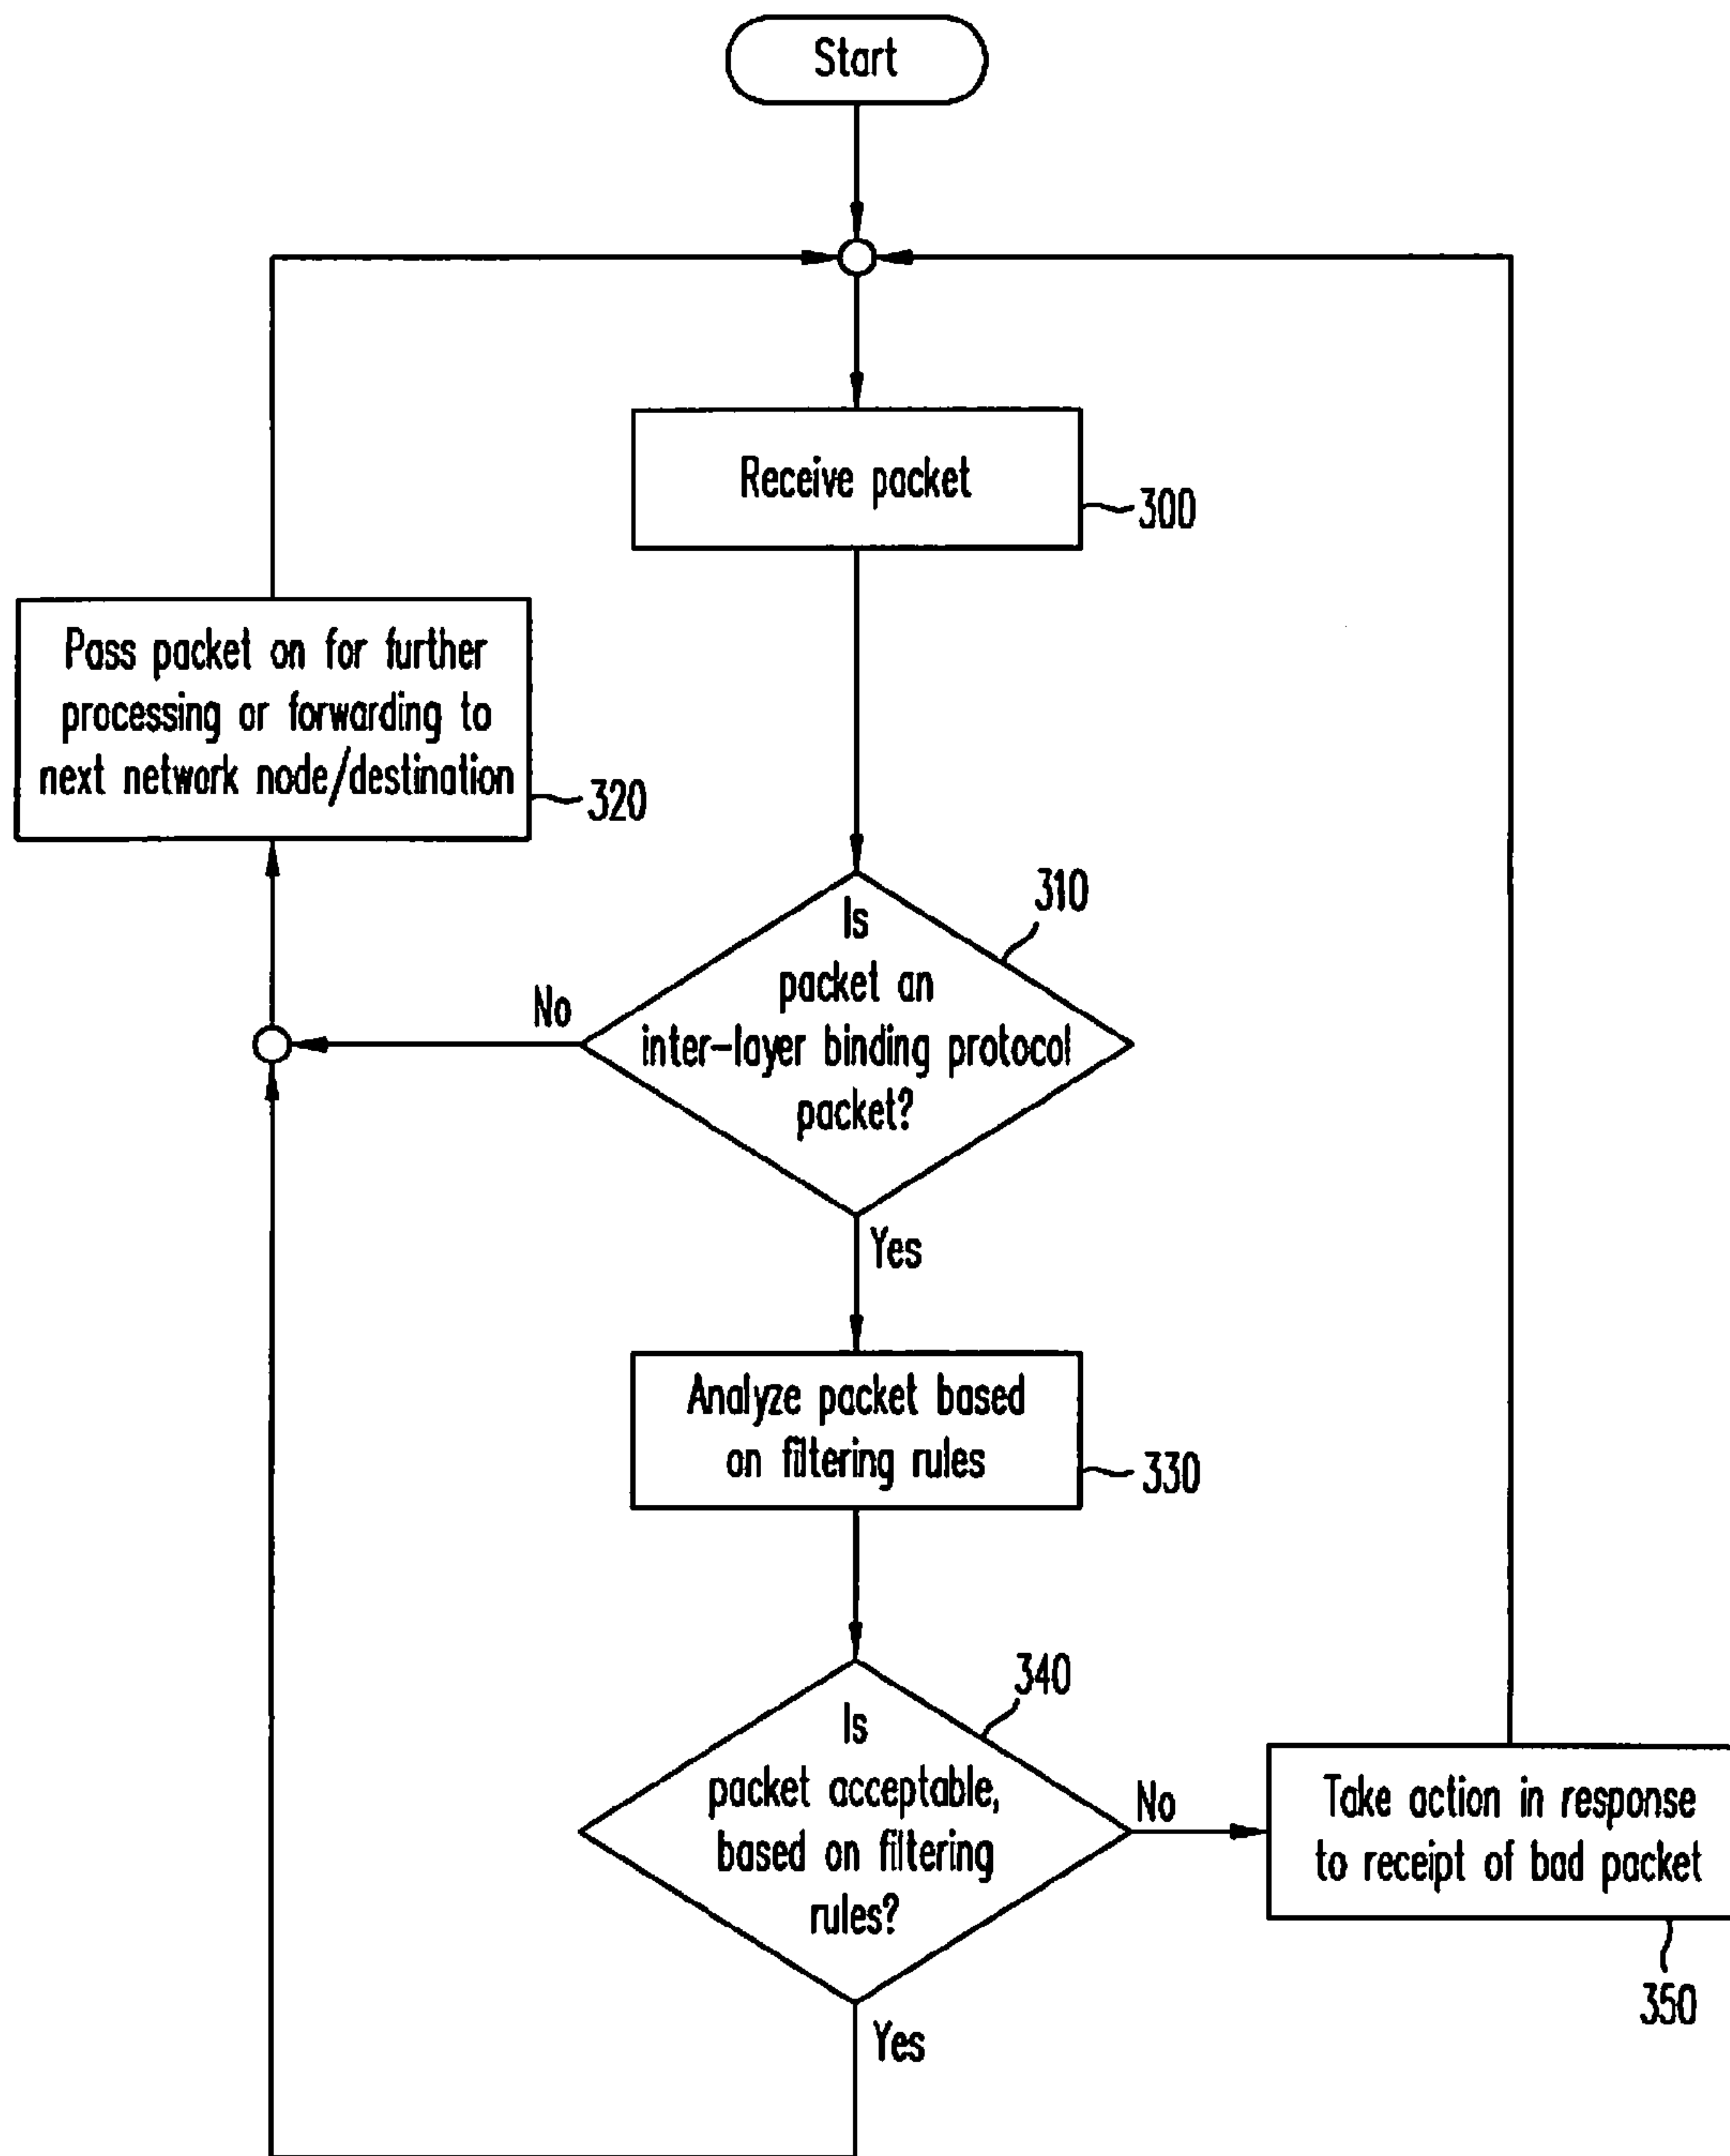 Start
Receive packet
300
Pass packet on for further
processing or forwarding to
next network node/destination
320
310
Is
packet an
inter-layer binding protocol
packet?
No
Yes
Analyze packet based
on filtering rules
330
340
Is
packet acceptable,
based on filtering
rules?
No
Take action in response
to receipt of bad packet
350
Yes